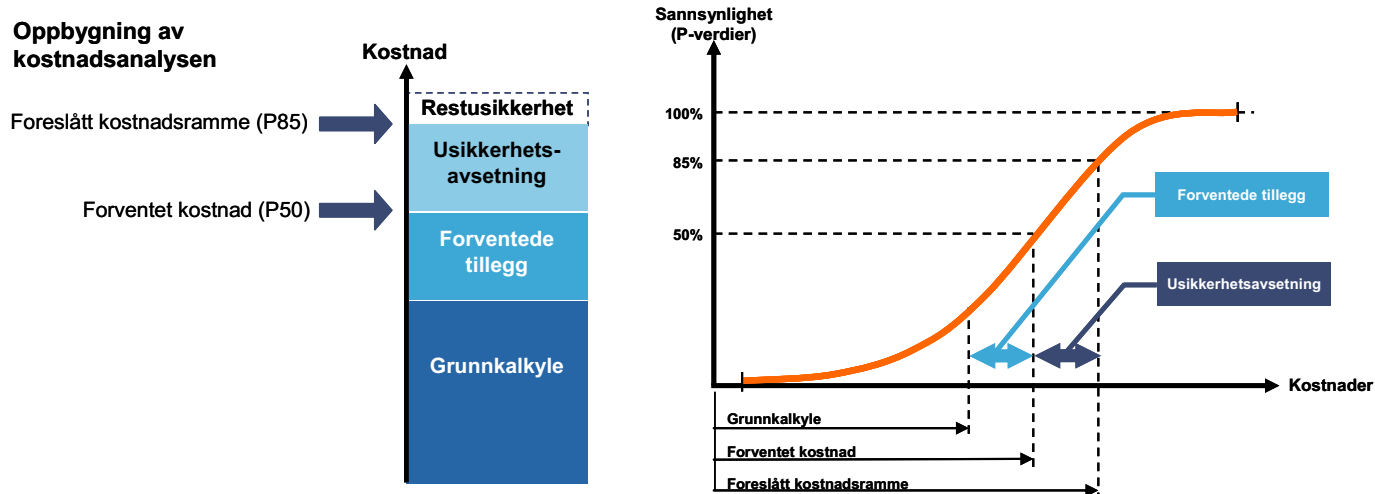 Oppbygning av
kostnadsanalysen
Kostnad
Foreslått kostnadsramme (P85)
Forventet kostnad (P50)
Restusikkerhet
Usikkerhets-
avsetning
Forventede
tillegg
Grunnkalkyle
Sannsynlighet
(P-verdier)
100%
85%
50%
Forventede tillegg
Usikkerhetsavsetning
Kostnader
Grunnkalkyle
Forventet kostnad
Foreslått kostnadsramme